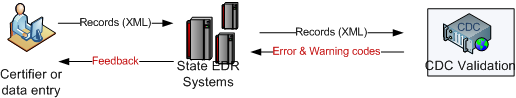 Records (XML)
Feedback
Certifier or
data entry
State EDR
Systems
Records (XML)
Error & Warning codes
CDC
CDC Validation